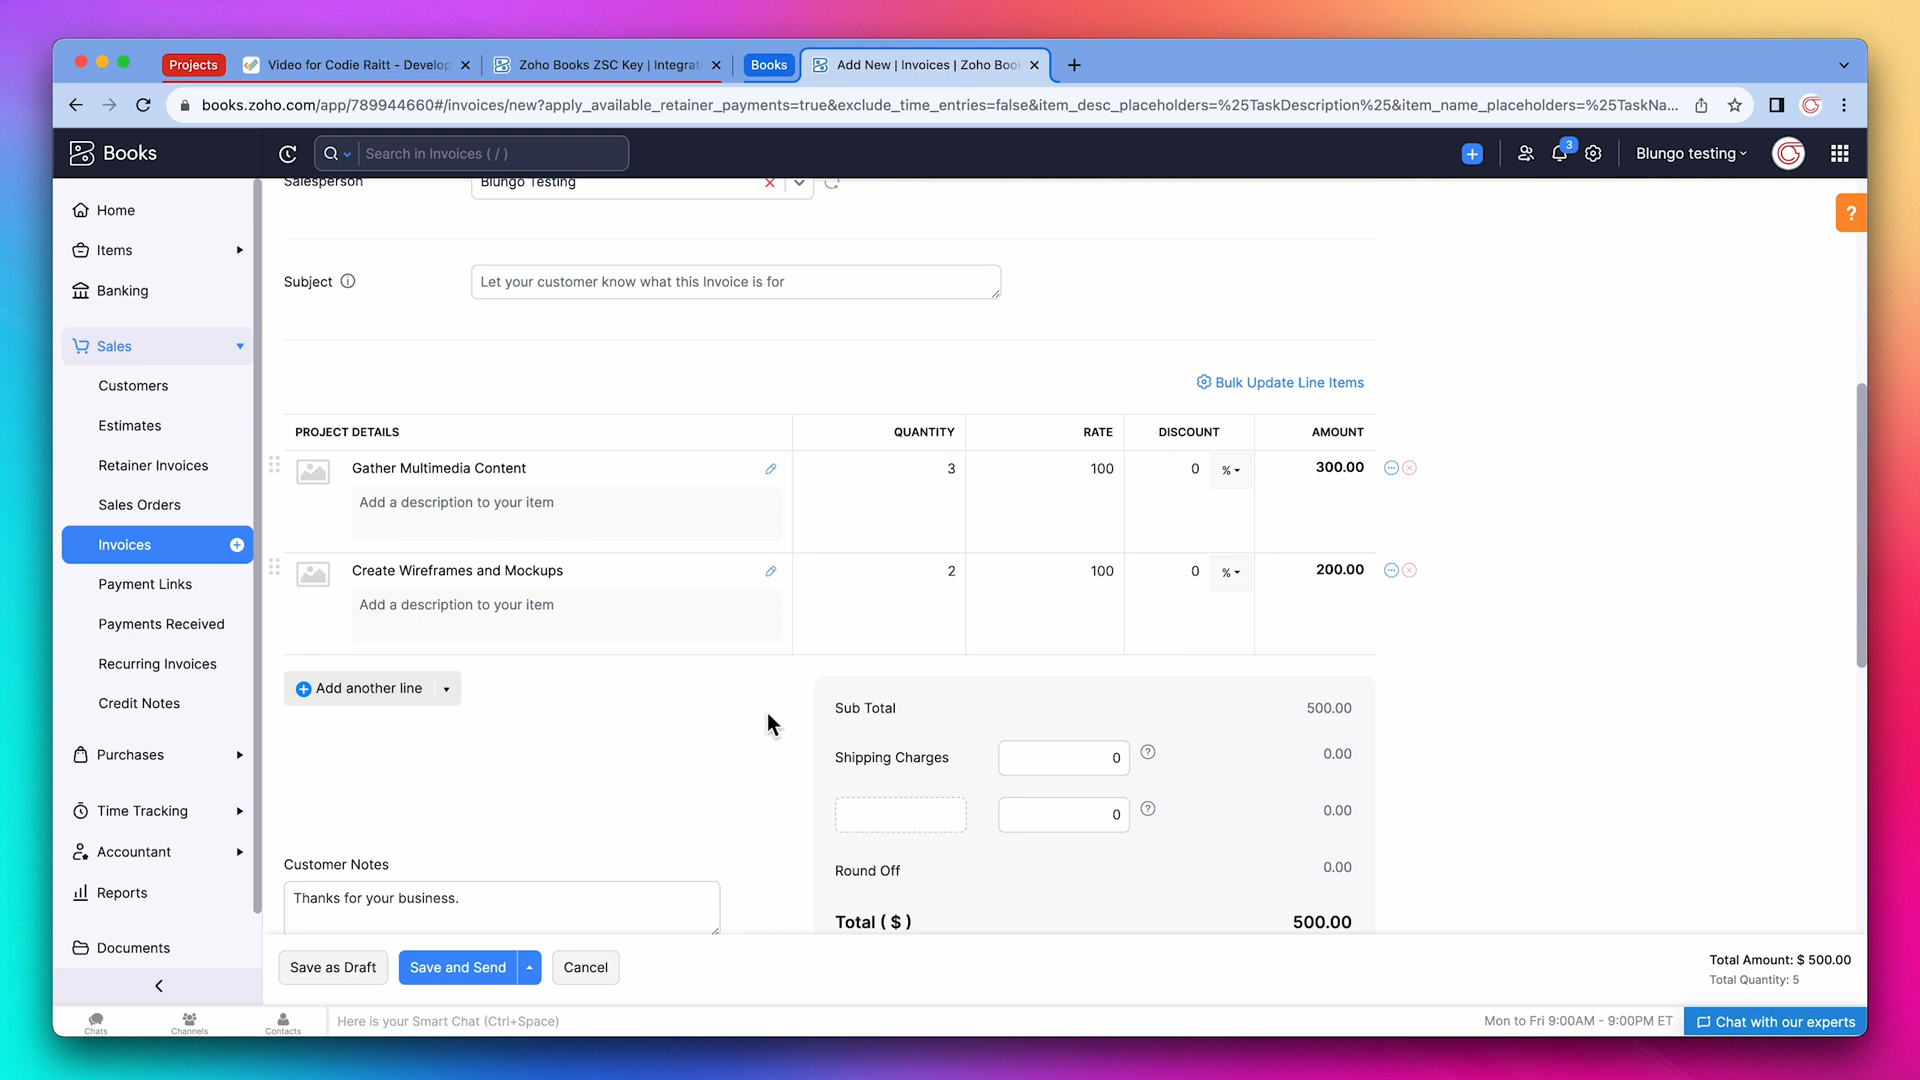 Projects
Video for Codie Raitt - Develop
Zoho Books ZSC Key | Integrat
Books
Add New | Invoices | Zoho Boo
books.zoho.com/app/789944660#/invoices/new?apply_available_retainer_payments=true&exclude_time_entries=false&item_desc_placeholders=%25TaskDescription%25&item_name_placeholders=%25TaskNa...
Books
Search in Invoices ( / )
3
Blungo testing
Home
Items
Banking
Sales
Customers
Estimates
Retainer Invoices
Sales Orders
Invoices
Payment Links
Payments Received
Recurring Invoices
Credit Notes
Purchases
Time Tracking
Accountant
Reports
Documents
Salesperson
Blungo Testing
?
Subject
Let your customer know what this Invoice is for
Bulk Update Line Items
PROJECT DETAILS QUANTITY RATE DISCOUNT AMOUNT
Gather Multimedia Content 3 100 0 % 300.00
Add a description to your item
Create Wireframes and Mockups 2 100 0 % 200.00
Add a description to your item
Add another line
Sub Total 500.00
Shipping Charges 0 ? 0.00
0 ? 0.00
Round Off 0.00
Total ( $ ) 500.00
Customer Notes
Thanks for your business.
Save as Draft
Save and Send
Cancel
Total Amount: $ 500.00
Total Quantity: 5
Chats
Channels
Contacts
Here is your Smart Chat (Ctrl+Space)
Mon to Fri 9:00AM - 9:00PM ET
Chat with our experts